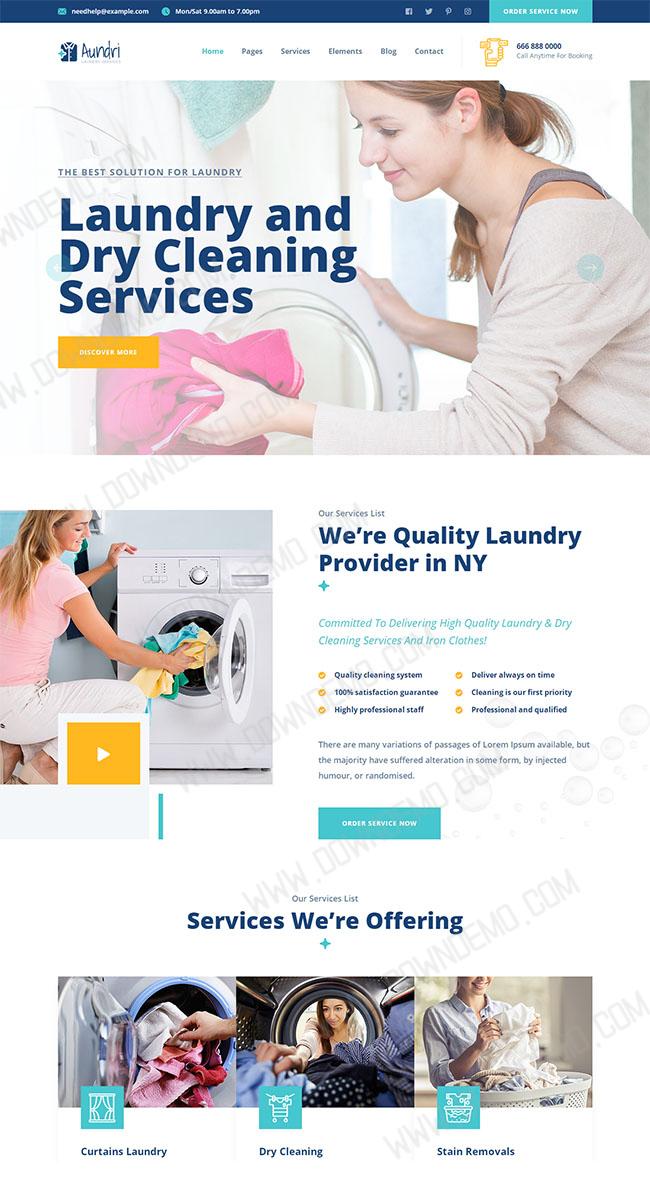 needhelp@example.com
Mon/Sat 9.00am to 7.00pm
ORDER SERVICE NOW
Aundri
Home
Pages
Services
Elements
Blog
Contact
666 888 0000
Call Anytime For Booking
THE BEST SOLUTION FOR LAUNDRY
Laundry and
Dry Cleaning
Services
DISCOVER MORE
Our Services List
We're Quality Laundry
Provider in NY
Committed To Delivering High Quality Laundry & Dry
Cleaning Services And Iron Clothes!
Quality cleaning system
Deliver always on time
100% satisfaction guarantee
Cleaning is our first priority
Highly professional staff
Professional and qualified
There are many variations of passages of Lorem Ipsum available, but
the majority have suffered alteration in some form, by injected
humour, or randomised.
ORDER SERVICE NOW
Our Services List
Services We're Offering
Curtains Laundry
Dry Cleaning
Stain Removals
WWW.DOWNDEMO.COM